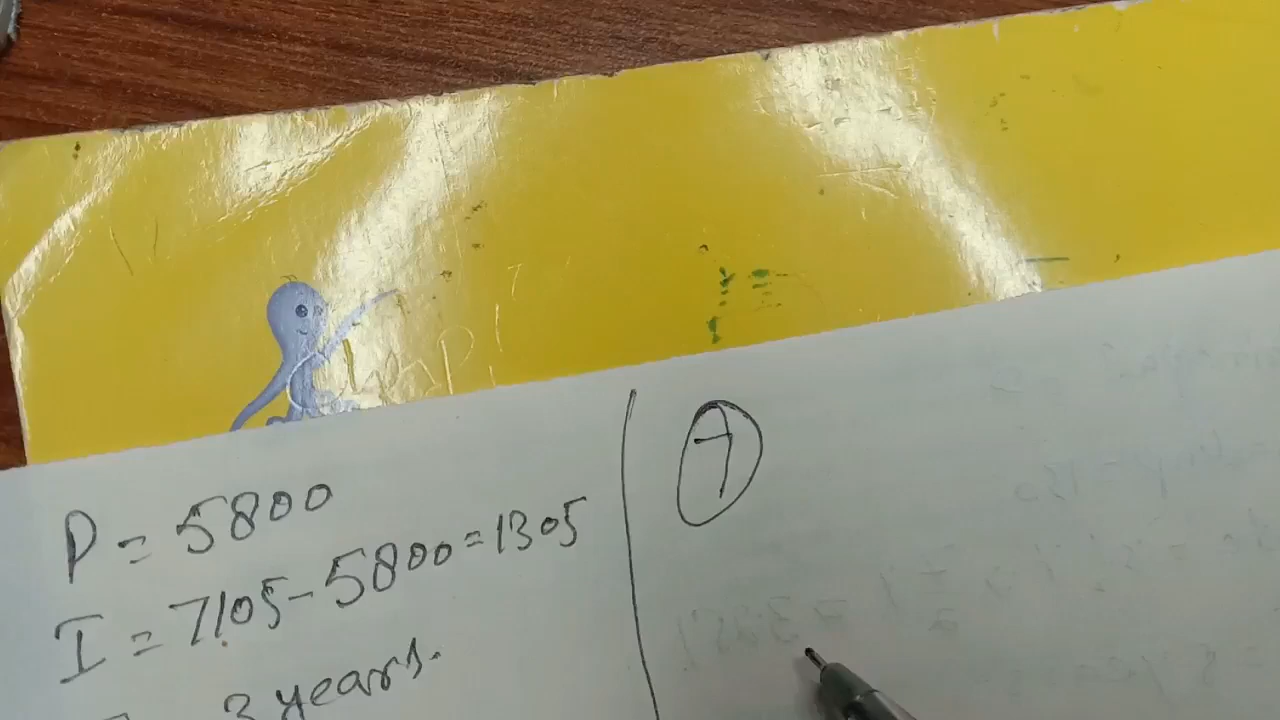 P = 5800
I = 7105 - 5800 = 1305
3 years.
7